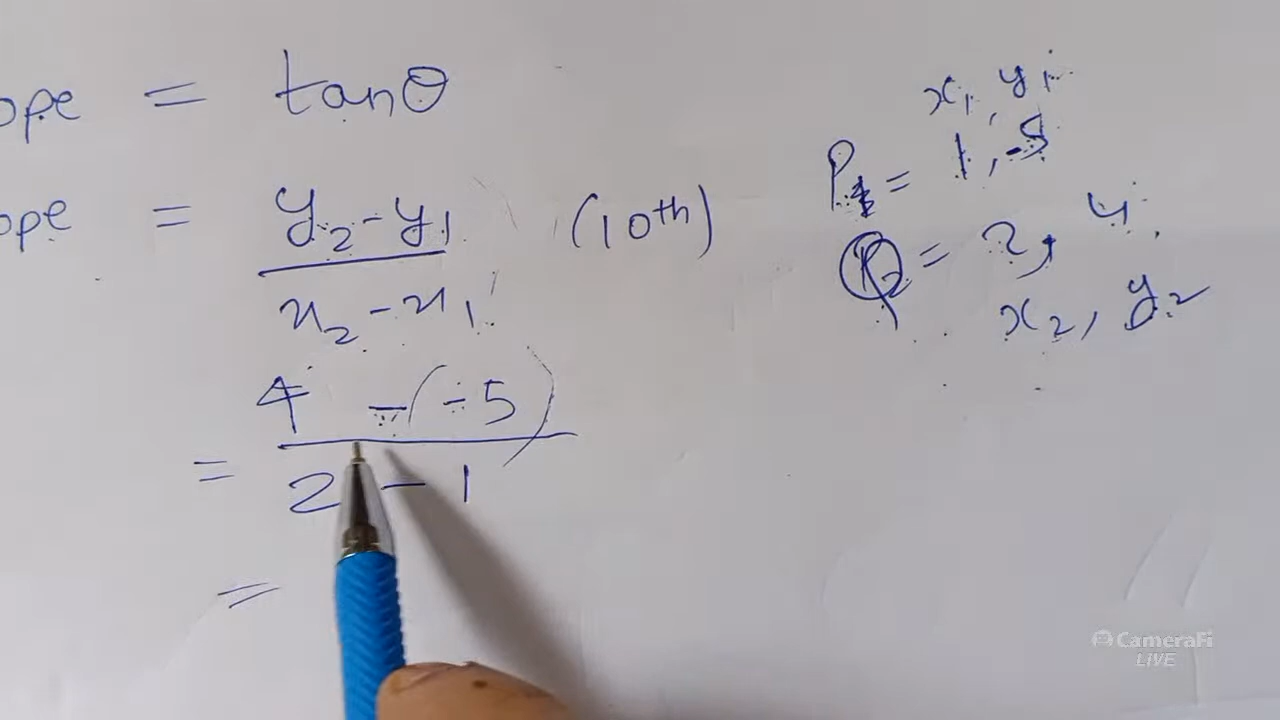 ope = tanθ
ope = y₂-y₁ / x₂-x₁ (10th)
= 4 -(-5) / 2 - 1
=
x₁, y₁
P₁ = 1, -5
Q = 2, 4
x₂, y₂
CameraFi
LIVE